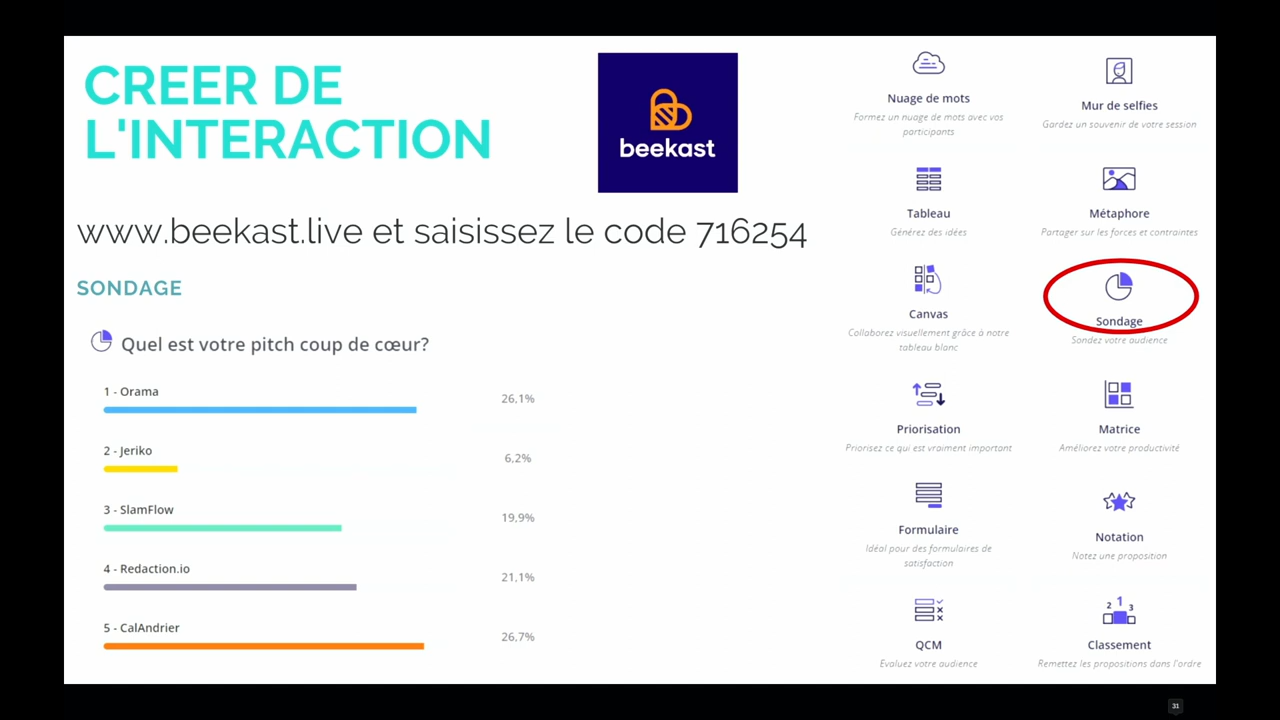 CREER DE
L'INTERACTION
beekast
www.beekast.live et saisissez le code 716254
SONDAGE
Quel est votre pitch coup de cœur?
1 - Orama
26,1%
2 - Jeriko
6,2%
3 - SlamFlow
19,9%
4 - Redaction.io
21,1%
5 - CalAndrier
26,7%
Nuage de mots
Formez un nuage de mots avec vos
participants
Mur de selfies
Gardez un souvenir de votre session
Tableau
Générez des idées
Métaphore
Partager sur les forces et contraintes
Canvas
Collaborez visuellement grâce à notre
tableau blanc
Sondage
Sondez votre audience
Priorisation
Priorisez ce qui est vraiment important
Matrice
Améliorez votre productivité
Formulaire
Idéal pour des formulaires de
satisfaction
Notation
Notez une proposition
QCM
Evaluez votre audience
2 1 3
Classement
Remettez les propositions dans l'ordre
31